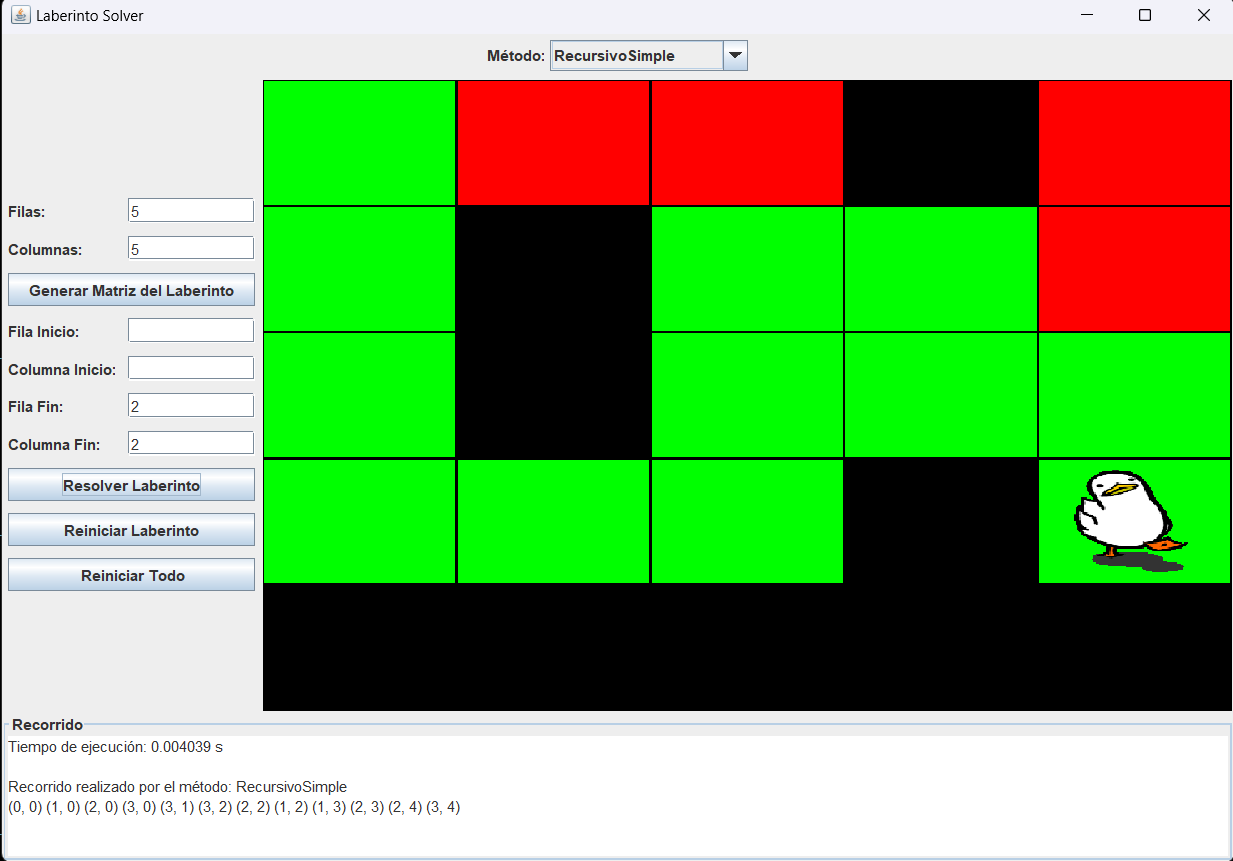 Laberinto Solver
Método: RecursivoSimple
Filas: 5
Columnas: 5
Generar Matriz del Laberinto
Fila Inicio:
Columna Inicio:
Fila Fin: 2
Columna Fin: 2
Resolver Laberinto
Reiniciar Laberinto
Reiniciar Todo
Recorrido
Tiempo de ejecución: 0.004039 s
Recorrido realizado por el método: RecursivoSimple
(0, 0) (1, 0) (2, 0) (3, 0) (3, 1) (3, 2) (2, 2) (1, 2) (1, 3) (2, 3) (2, 4) (3, 4)